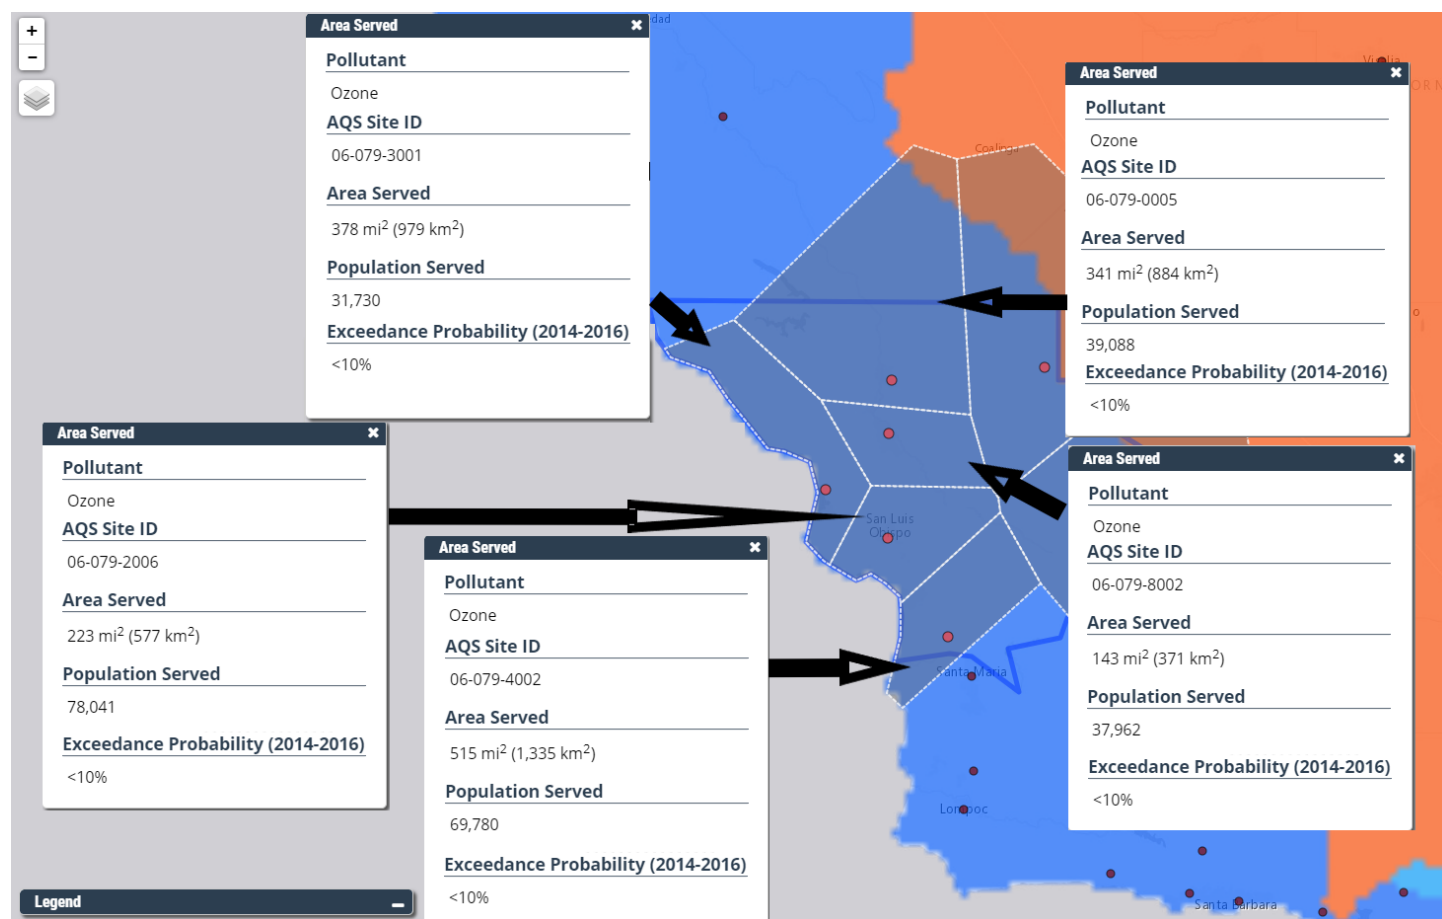 +
−
Area Served ×
Pollutant
Ozone
AQS Site ID
06-079-3001
Area Served
378 mi² (979 km²)
Population Served
31,730
Exceedance Probability (2014-2016)
<10%
Area Served ×
Pollutant
Ozone
AQS Site ID
06-079-0005
Area Served
341 mi² (884 km²)
Population Served
39,088
Exceedance Probability (2014-2016)
<10%
Area Served ×
Pollutant
Ozone
AQS Site ID
06-079-2006
Area Served
223 mi² (577 km²)
Population Served
78,041
Exceedance Probability (2014-2016)
<10%
Area Served ×
Pollutant
Ozone
AQS Site ID
06-079-4002
Area Served
515 mi² (1,335 km²)
Population Served
69,780
Exceedance Probability (2014-2016)
<10%
Area Served ×
Pollutant
Ozone
AQS Site ID
06-079-8002
Area Served
143 mi² (371 km²)
Population Served
37,962
Exceedance Probability (2014-2016)
<10%
Coalinga
San Luis
Obispo
Santa Maria
Lompoc
Santa Barbara
Legend